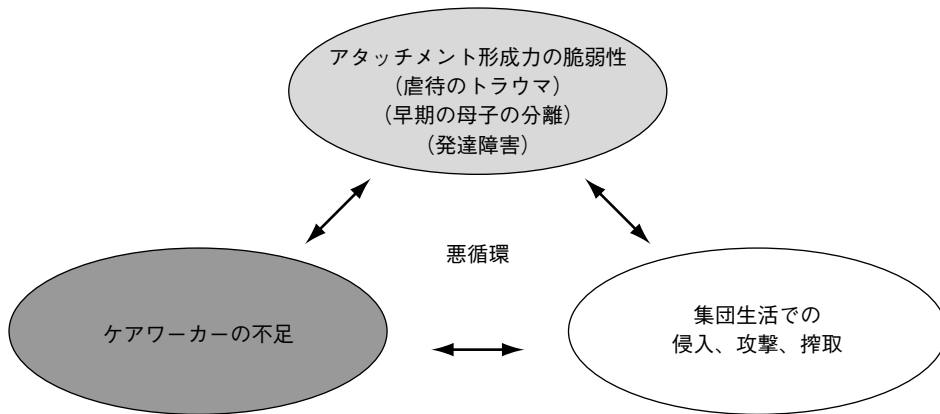 アタッチメント形成力の脆弱性
（虐待のトラウマ）
（早期の母子の分離）
（発達障害）
悪循環
ケアワーカーの不足
集団生活での
侵入、攻撃、搾取